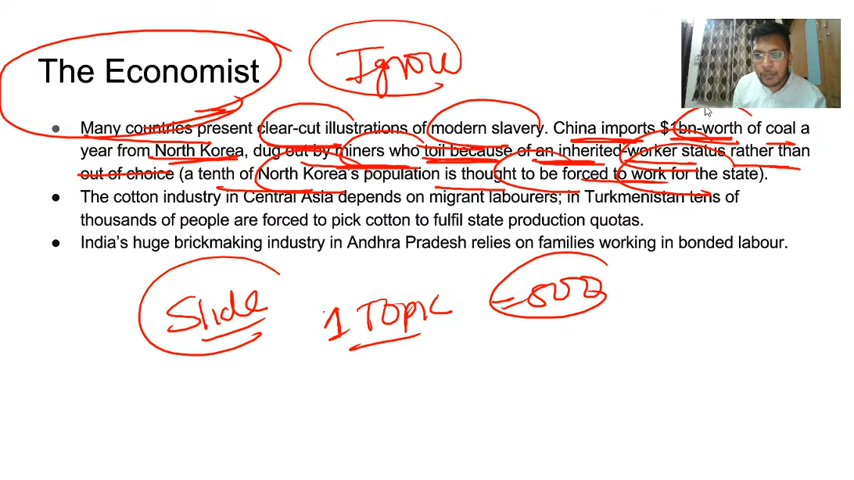 The Economist
Ignore
● Many countries present clear-cut illustrations of modern slavery. China imports $1bn-worth of coal a
year from North Korea, dug out by miners who toil because of an inherited-worker status rather than
out of choice (a tenth of North Korea's population is thought to be forced to work for the state).
● The cotton industry in Central Asia depends on migrant labourers; in Turkmenistan tens of
thousands of people are forced to pick cotton to fulfil state production quotas.
● India's huge brickmaking industry in Andhra Pradesh relies on families working in bonded labour.
Slide
1 Topic